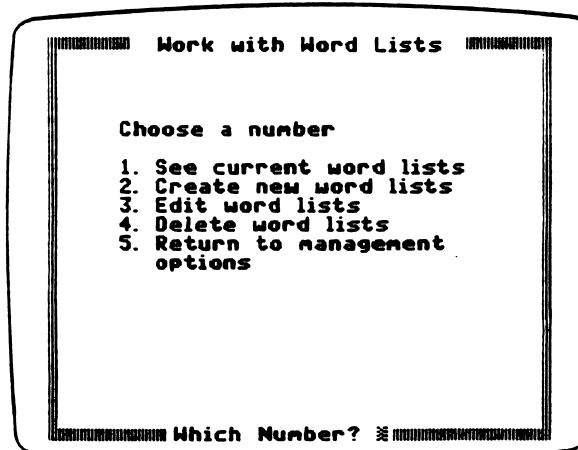 Work with Word Lists
Choose a number
1. See current word lists
2. Create new word lists
3. Edit word lists
4. Delete word lists
5. Return to management
options
Which Number?